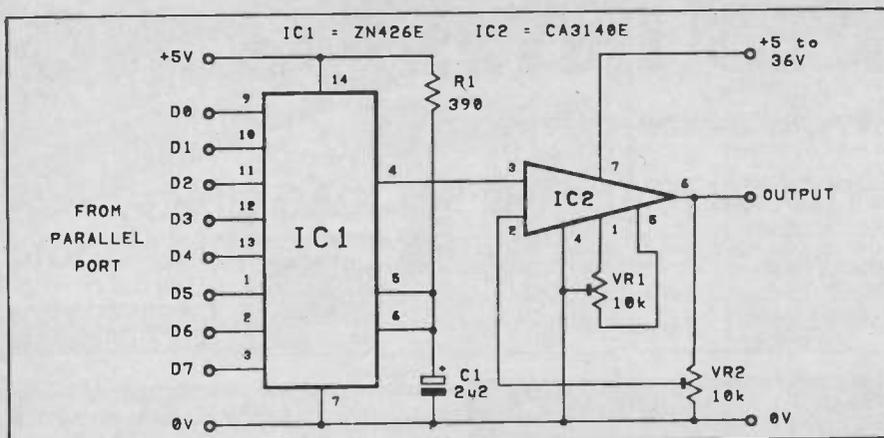 IC1 = ZN426E IC2 = CA3140E
+5V
+5 to
36V
14
R1
390
D0 9
D1 10
D2 11
D3 12
D4 13
D5 1
D6 2
D7 3
FROM
PARALLEL
PORT
IC1
4
5
6
7
C1
+
2u2
3
2
IC2
7
6
5
1
4
OUTPUT
VR1
10k
VR2
10k
0V
0V